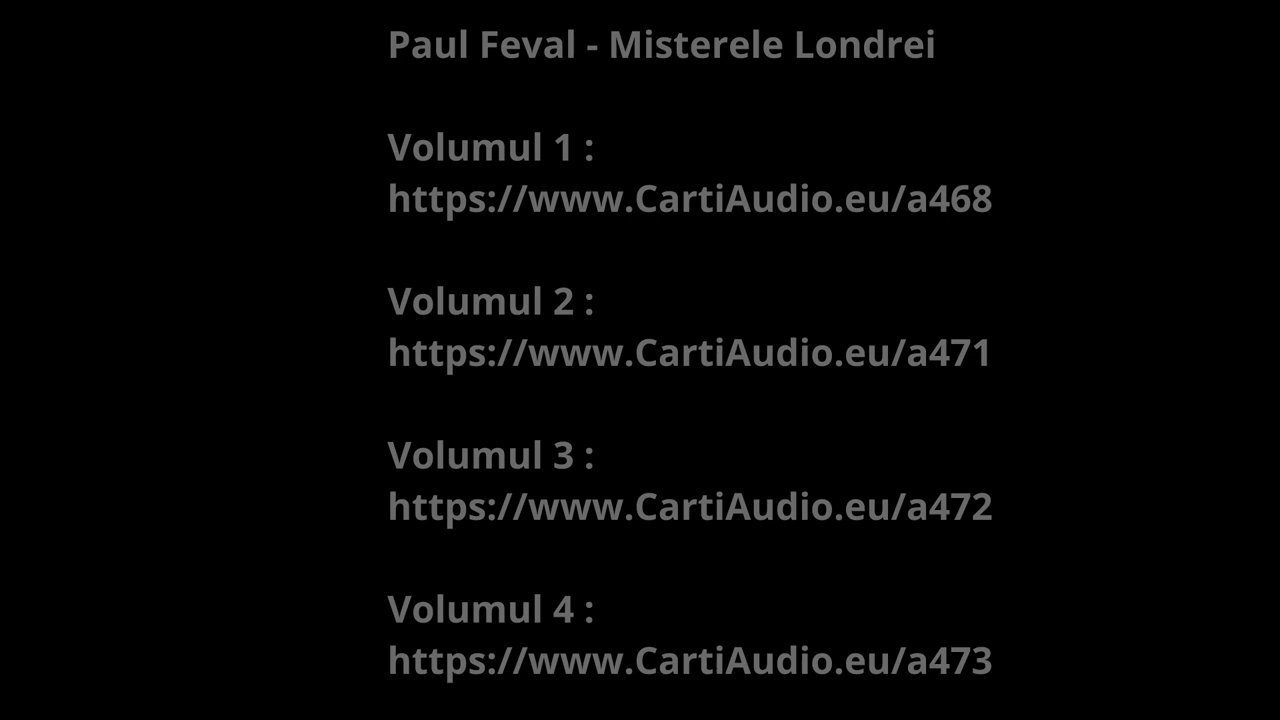 Paul Feval - Misterele Londrei
Volumul 1 :
https://www.CartiAudio.eu/a468
Volumul 2 :
https://www.CartiAudio.eu/a471
Volumul 3 :
https://www.CartiAudio.eu/a472
Volumul 4 :
https://www.CartiAudio.eu/a473